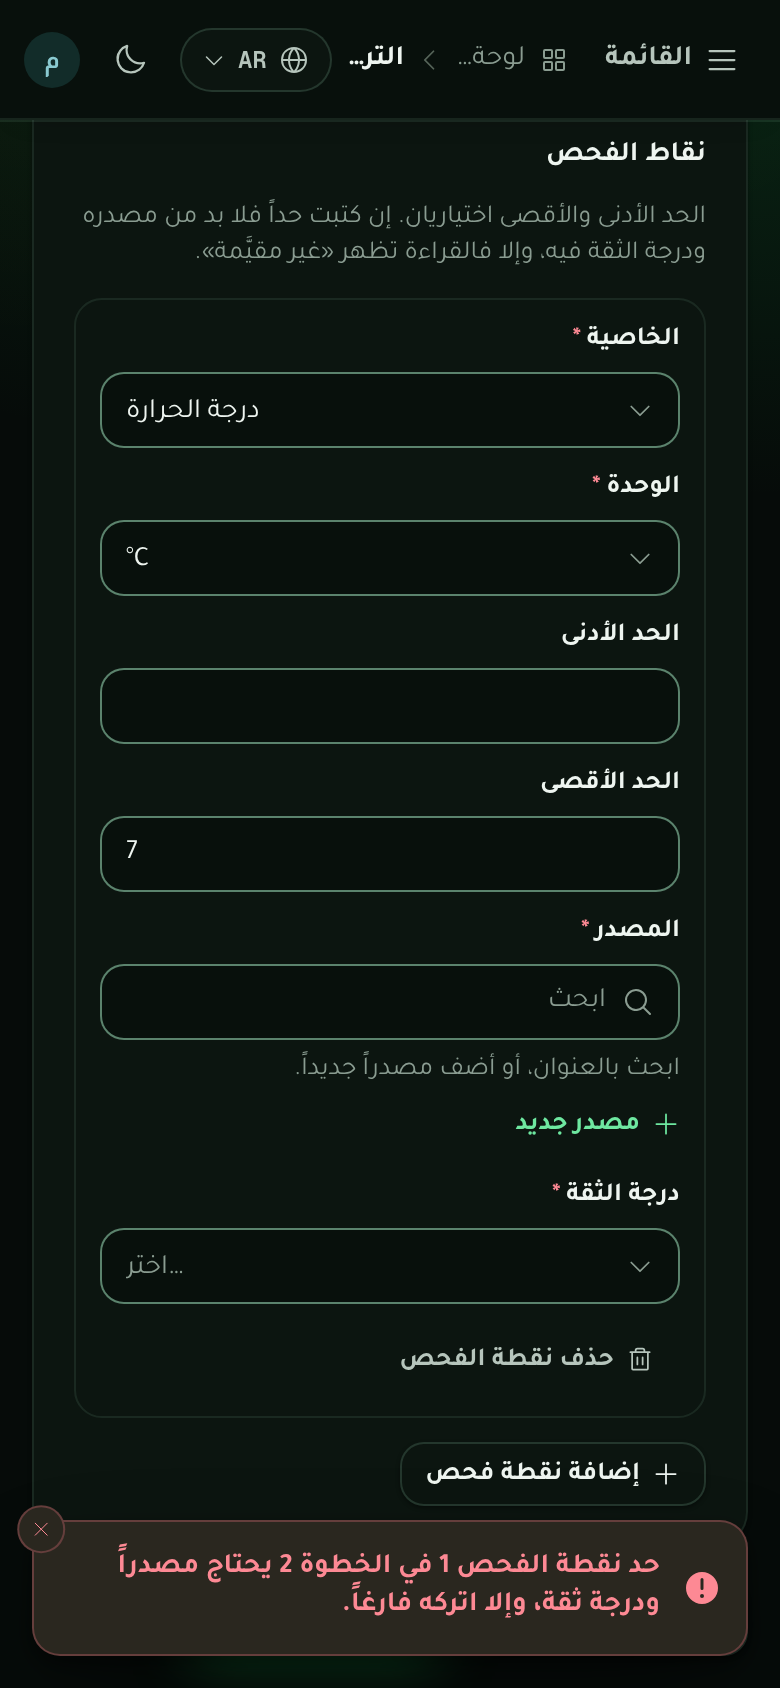 القائمة
لوحة...
التر...
AR
م
نقاط الفحص
الحد الأدنى والأقصى اختياريان. إن كتبت حداً فلا بد من مصدره
ودرجة الثقة فيه، وإلا فالقراءة تظهر «غير مقيَّمة».
الخاصية *
درجة الحرارة
الوحدة *
°C
الحد الأدنى
الحد الأقصى
7
المصدر *
ابحث
ابحث بالعنوان، أو أضف مصدراً جديداً.
مصدر جديد
درجة الثقة *
اختر...
حذف نقطة الفحص
إضافة نقطة فحص
حد نقطة الفحص 1 في الخطوة 2 يحتاج مصدراً
ودرجة ثقة، وإلا اتركه فارغاً.